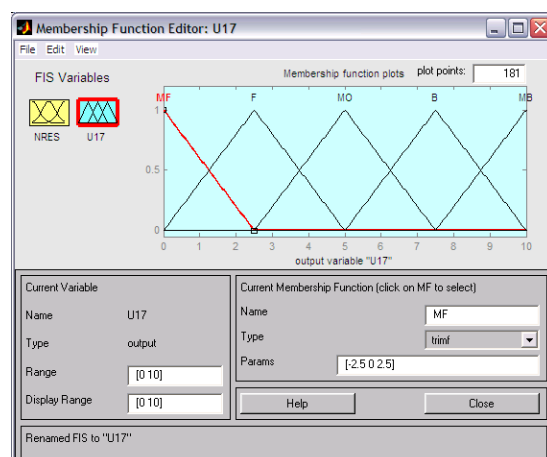 Membership Function Editor: U17
File Edit View
FIS Variables
Membership function plots plot points: 181
NRES U17
MF F MO B MB
1
0.5
0
0 1 2 3 4 5 6 7 8 9 10
output variable "U17"
Current Variable
Name U17
Type output
Range [0 10]
Display Range [0 10]
Current Membership Function (click on MF to select)
Name MF
Type trimf
Params [-2.5 0 2.5]
Help Close
Renamed FIS to "U17"